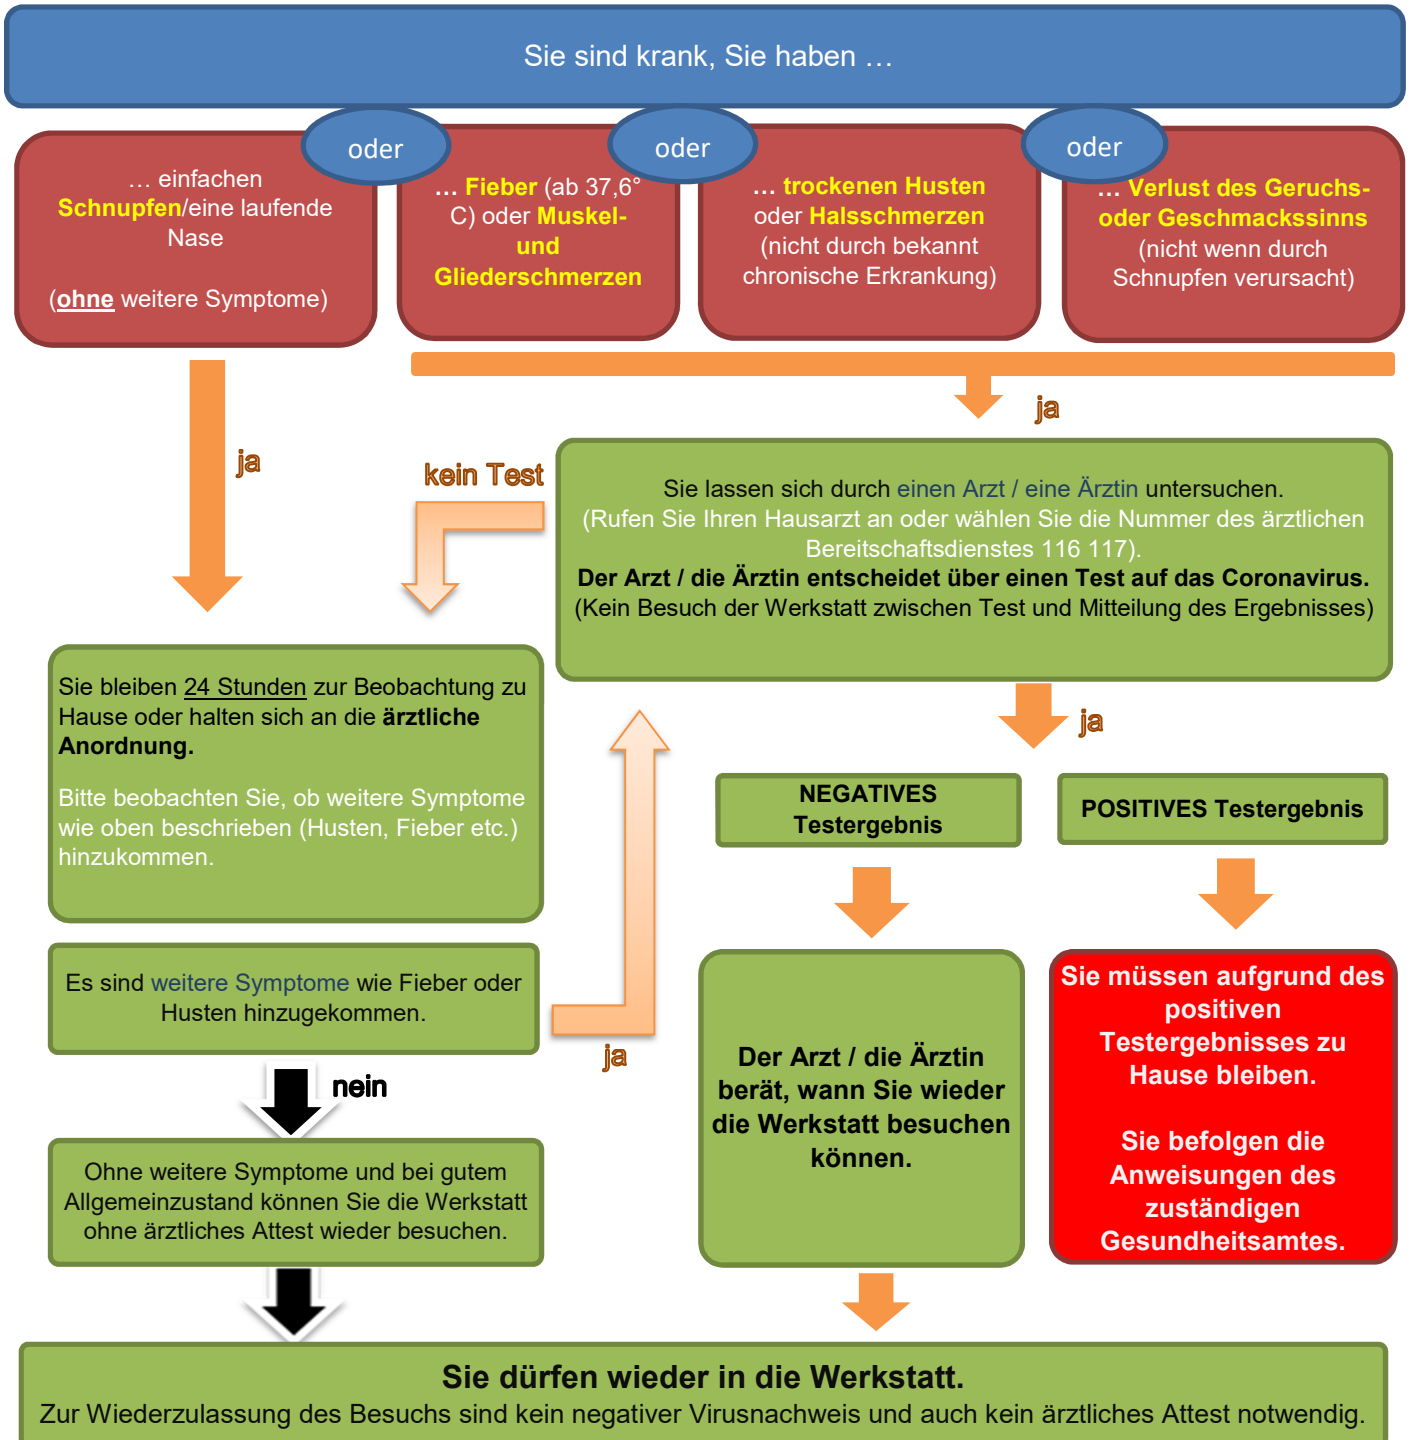 Sie sind krank, Sie haben …
oder
oder
oder
… einfachen
Schnupfen/eine laufende
Nase
(ohne weitere Symptome)
… Fieber (ab 37,6°
C) oder Muskel-
und
Gliederschmerzen
… trockenen Husten
oder Halsschmerzen
(nicht durch bekannt
chronische Erkrankung)
… Verlust des Geruchs-
oder Geschmackssinns
(nicht wenn durch
Schnupfen verursacht)
ja
ja
kein Test
Sie lassen sich durch einen Arzt / eine Ärztin untersuchen.
(Rufen Sie Ihren Hausarzt an oder wählen Sie die Nummer des ärztlichen
Bereitschaftsdienstes 116 117).
Der Arzt / die Ärztin entscheidet über einen Test auf das Coronavirus.
(Kein Besuch der Werkstatt zwischen Test und Mitteilung des Ergebnisses)
Sie bleiben 24 Stunden zur Beobachtung zu
Hause oder halten sich an die ärztliche
Anordnung.
Bitte beobachten Sie, ob weitere Symptome
wie oben beschrieben (Husten, Fieber etc.)
hinzukommen.
ja
NEGATIVES
Testergebnis
POSITIVES Testergebnis
Es sind weitere Symptome wie Fieber oder
Husten hinzugekommen.
ja
nein
Der Arzt / die Ärztin
berät, wann Sie wieder
die Werkstatt besuchen
können.
Sie müssen aufgrund des
positiven
Testergebnisses zu
Hause bleiben.
Sie befolgen die
Anweisungen des
zuständigen
Gesundheitsamtes.
Ohne weitere Symptome und bei gutem
Allgemeinzustand können Sie die Werkstatt
ohne ärztliches Attest wieder besuchen.
Sie dürfen wieder in die Werkstatt.
Zur Wiederzulassung des Besuchs sind kein negativer Virusnachweis und auch kein ärztliches Attest notwendig.